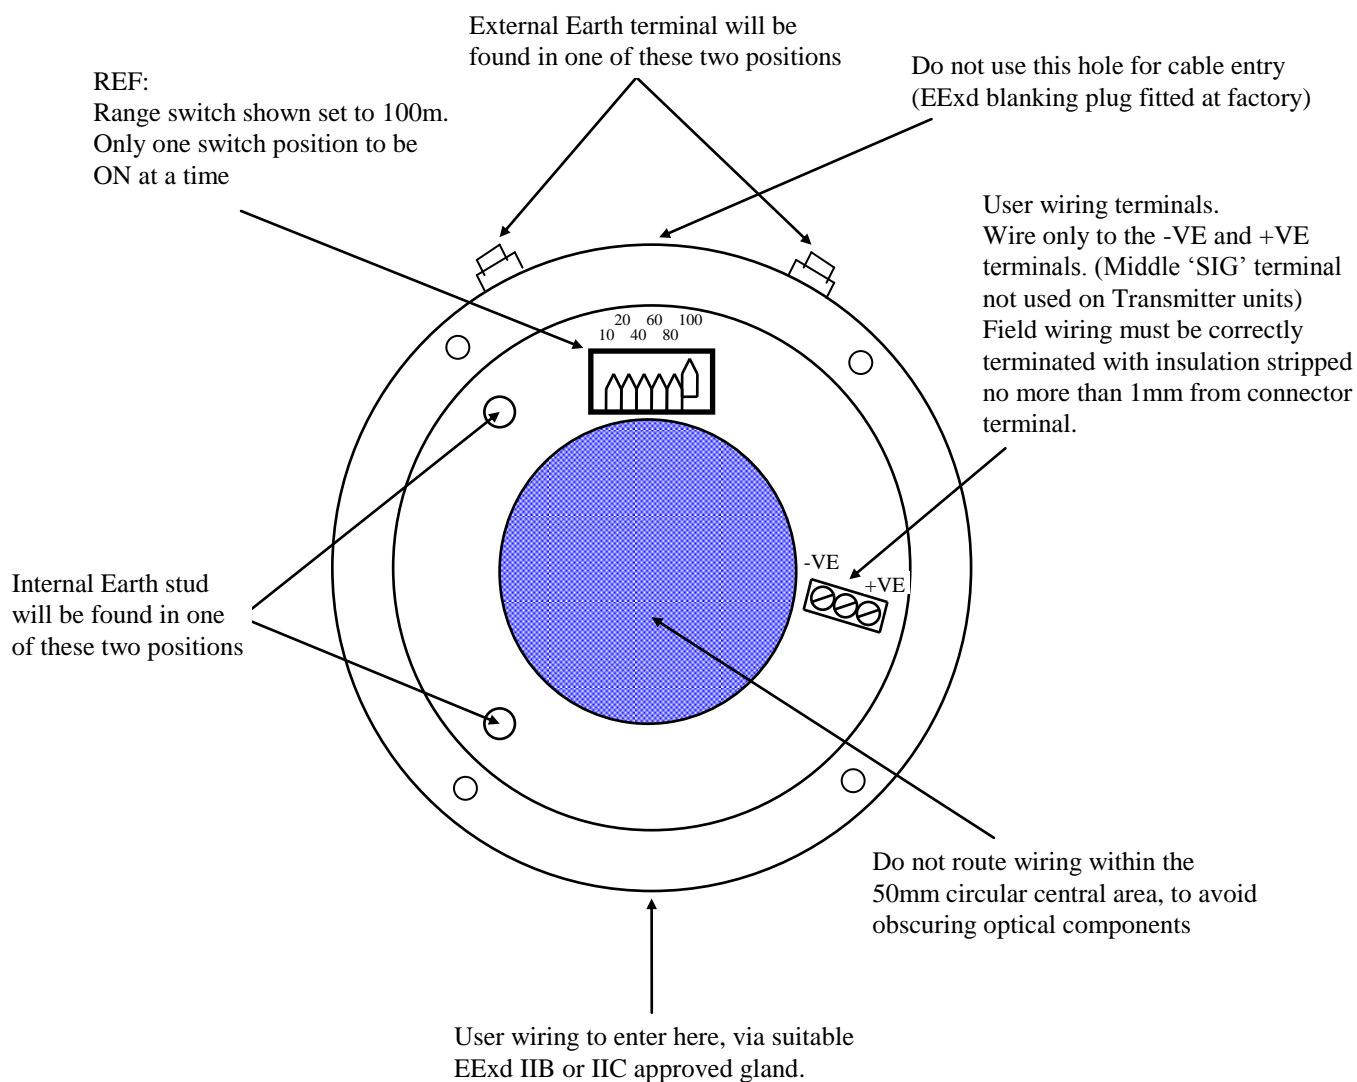 External Earth terminal will be
found in one of these two positions
REF:
Range switch shown set to 100m.
Only one switch position to be
ON at a time
Do not use this hole for cable entry
(EExd blanking plug fitted at factory)
User wiring terminals.
Wire only to the -VE and +VE
terminals. (Middle ‘SIG’ terminal
not used on Transmitter units)
Field wiring must be correctly
terminated with insulation stripped
no more than 1mm from connector
terminal.
20 60 100
10 40 80
-VE
+VE
Internal Earth stud
will be found in one
of these two positions
Do not route wiring within the
50mm circular central area, to avoid
obscuring optical components
User wiring to enter here, via suitable
EExd IIB or IIC approved gland.